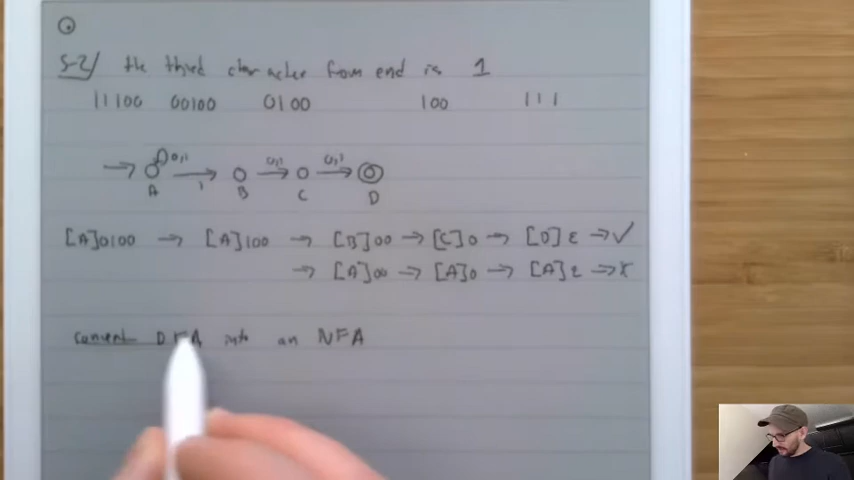 5-2/ the third character from end is 1
11100 00100 0100 100 111
0,1 0,1 0,1
1
A B C D
[A]0100 → [A]100 → [B]00 → [C]0 → [D]ε → ✓
→ [A]00 → [A]0 → [A]ε → ✗
convert DFA into an NFA